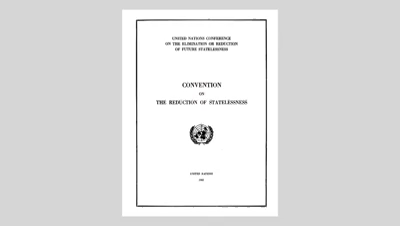 UNITED NATIONS CONFERENCE
ON THE ELIMINATION OR REDUCTION
OF FUTURE STATELESSNESS
CONVENTION
ON
THE REDUCTION OF STATELESSNESS
UNITED NATIONS